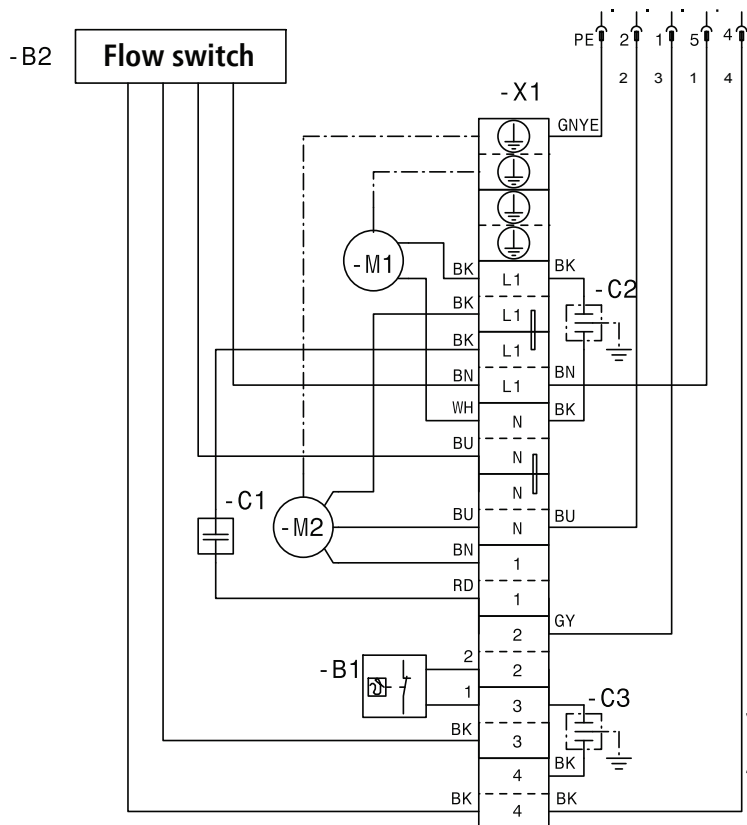 PE 2 1 5 4
-B2 Flow switch
2 3 1 4
-X1
GNYE
-M1
BK L1 BK
-C2
BK L1
BK L1
BN L1 BN
WH N BK
BU N
-C1
N
-M2 BU N BU
BN 1
RD 1
2 GY
-B1 2 2
1 3 -C3
BK 3
4 BK
BK 4 BK